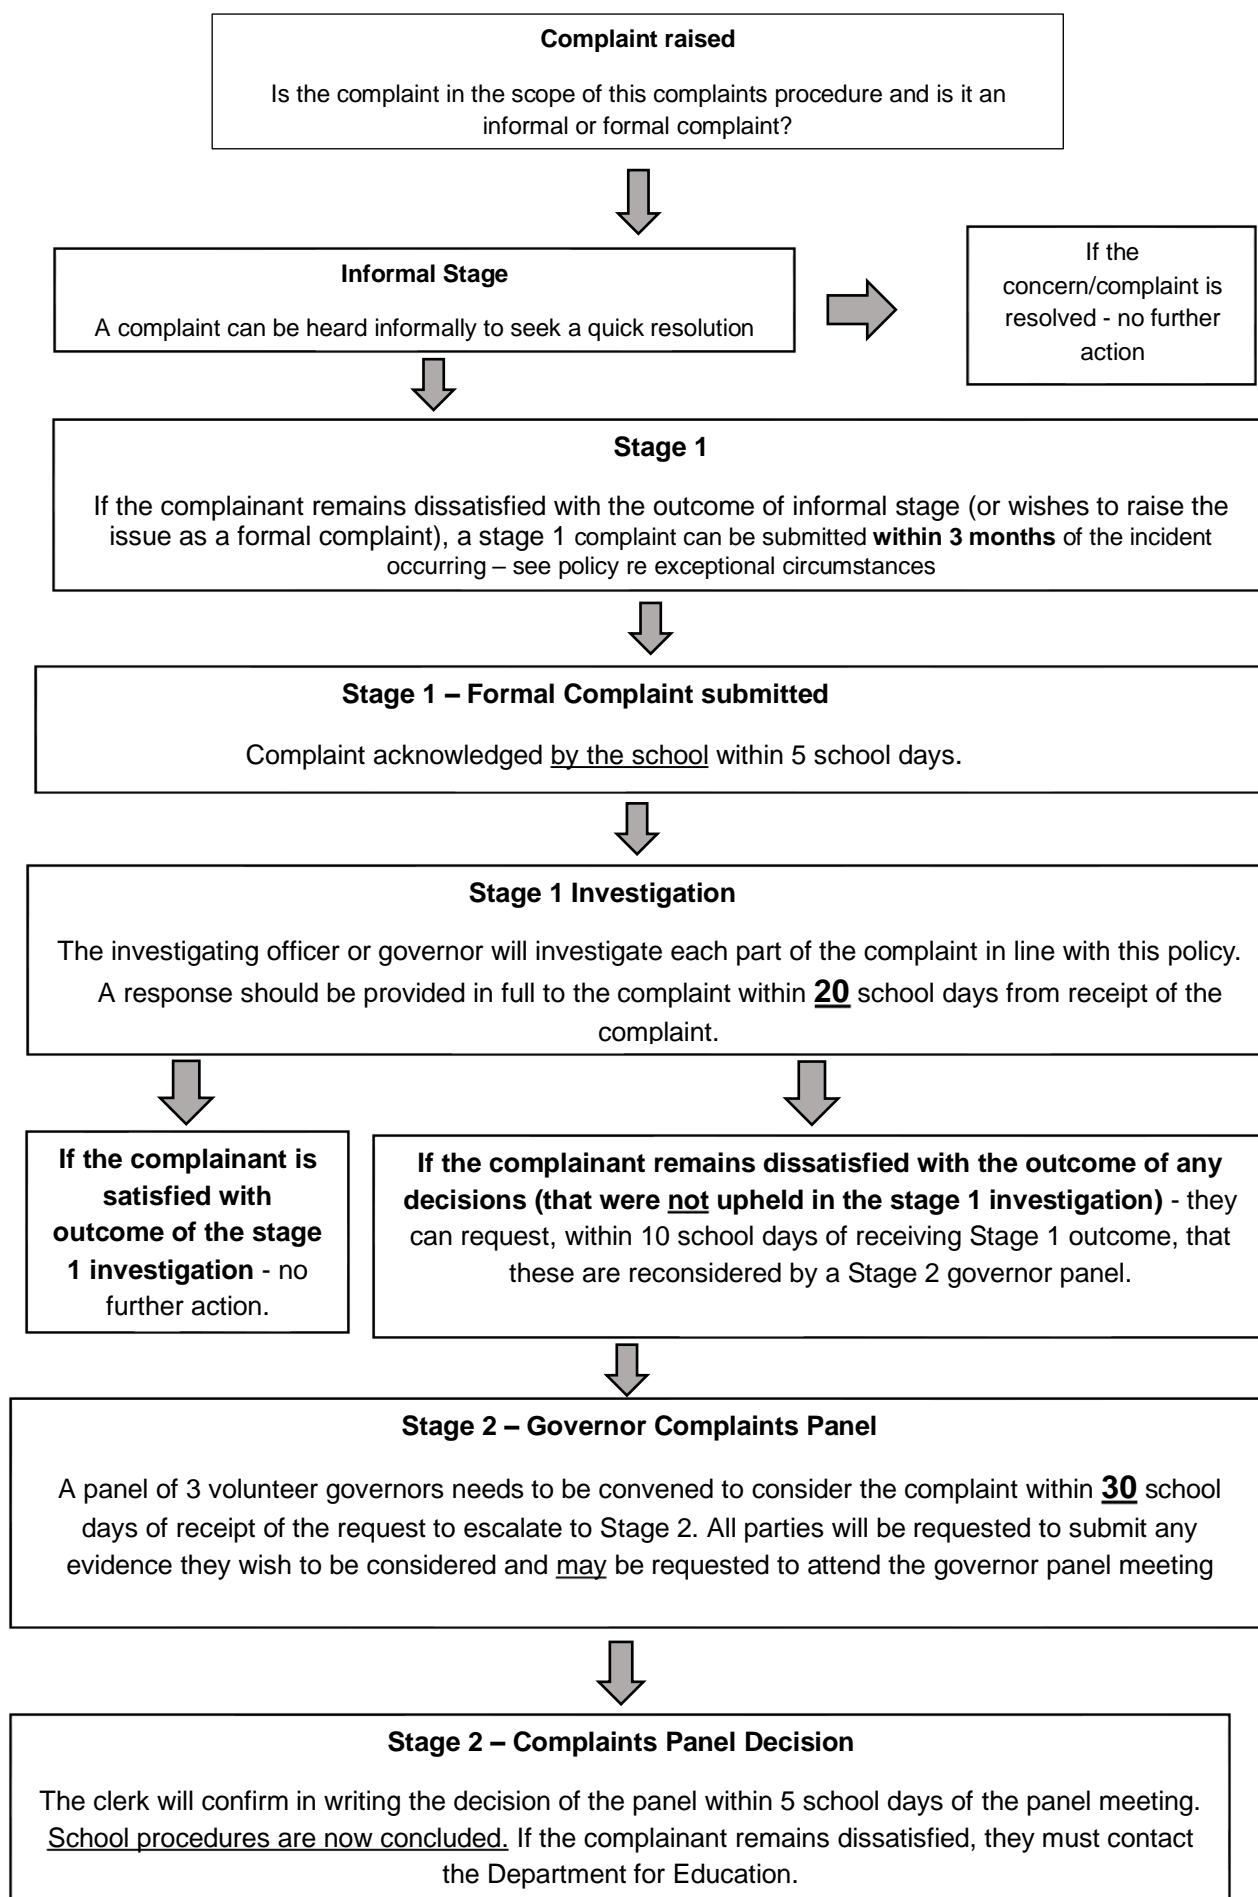 Complaint raised
Is the complaint in the scope of this complaints procedure and is it an
informal or formal complaint?
Informal Stage
A complaint can be heard informally to seek a quick resolution
If the
concern/complaint is
resolved - no further
action
Stage 1
If the complainant remains dissatisfied with the outcome of informal stage (or wishes to raise the
issue as a formal complaint), a stage 1 complaint can be submitted within 3 months of the incident
occurring – see policy re exceptional circumstances
Stage 1 – Formal Complaint submitted
Complaint acknowledged by the school within 5 school days.
Stage 1 Investigation
The investigating officer or governor will investigate each part of the complaint in line with this policy.
A response should be provided in full to the complaint within 20 school days from receipt of the
complaint.
If the complainant is
satisfied with
outcome of the stage
1 investigation - no
further action.
If the complainant remains dissatisfied with the outcome of any
decisions (that were not upheld in the stage 1 investigation) - they
can request, within 10 school days of receiving Stage 1 outcome, that
these are reconsidered by a Stage 2 governor panel.
Stage 2 – Governor Complaints Panel
A panel of 3 volunteer governors needs to be convened to consider the complaint within 30 school
days of receipt of the request to escalate to Stage 2. All parties will be requested to submit any
evidence they wish to be considered and may be requested to attend the governor panel meeting
Stage 2 – Complaints Panel Decision
The clerk will confirm in writing the decision of the panel within 5 school days of the panel meeting.
School procedures are now concluded. If the complainant remains dissatisfied, they must contact
the Department for Education.